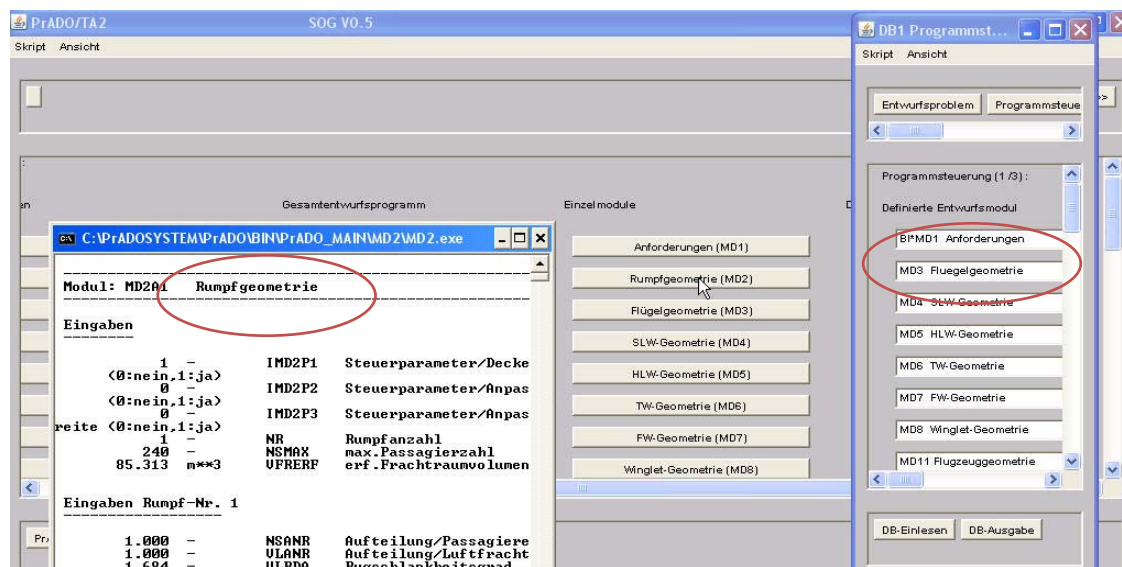 PrADO/TA2 SOG V0.5
Skript Ansicht
>>
Gesamtentwurfsprogramm Einzelmodule
Anforderungen (MD1)
Rumpfgeometrie (MD2)
Flügelgeometrie (MD3)
SLW-Geometrie (MD4)
HLW-Geometrie (MD5)
TW-Geometrie (MD6)
FW-Geometrie (MD7)
Winglet-Geometrie (MD8)
C:\PrADOSYSTEM\PrADO\BIN\PrADO_MAIN\MD2\MD2.exe
Modul: MD2A1 Rumpfgeometrie
Eingaben
1 - IMD2P1 Steuerparameter/Decke
(0:nein,1:ja)
0 - IMD2P2 Steuerparameter/Anpas
(0:nein,1:ja)
0 - IMD2P3 Steuerparameter/Anpas
reite (0:nein,1:ja)
1 - NR Rumpfanzahl
240 - NSMAX max.Passagierzahl
85.313 m**3 VFRERF erf.Frachtraumvolumen
Eingaben Rumpf-Nr. 1
1.000 - NSANR Aufteilung/Passagiere
1.000 - VLANR Aufteilung/Luftfracht
DB1 Programmst...
Skript Ansicht
Entwurfsproblem Programmsteue
Programmsteuerung (1 /3) :
Definierte Entwurfsmodul
BI*MD1 Anforderungen
MD3 Fluegelgeometrie
MD4 SLW-Geometrie
MD5 HLW-Geometrie
MD6 TW-Geometrie
MD7 FW-Geometrie
MD8 Winglet-Geometrie
MD11 Flugzeuggeometrie
DB-Einlesen DB-Ausgabe